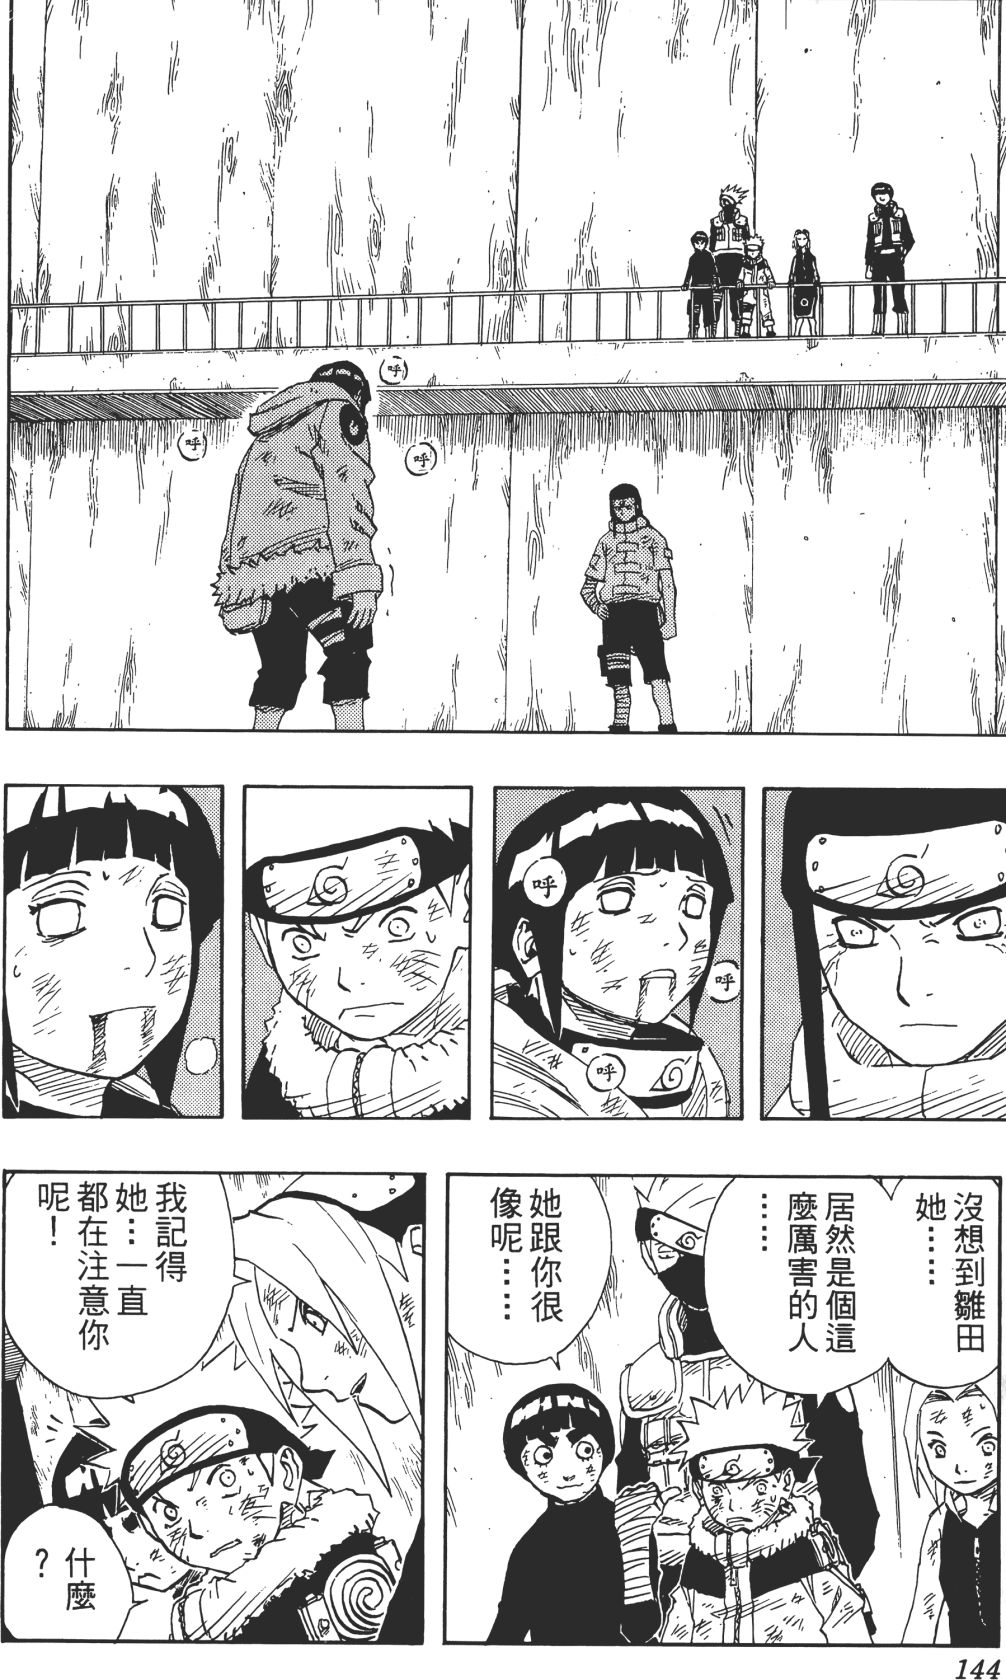 呼
呼
呼
呼
呼
呼
沒想到雛田
她……
居然是個這
麼厲害的人
……
她跟你很
像呢……
我記得
她…一直
都在注意你
呢！
什麼
？
144